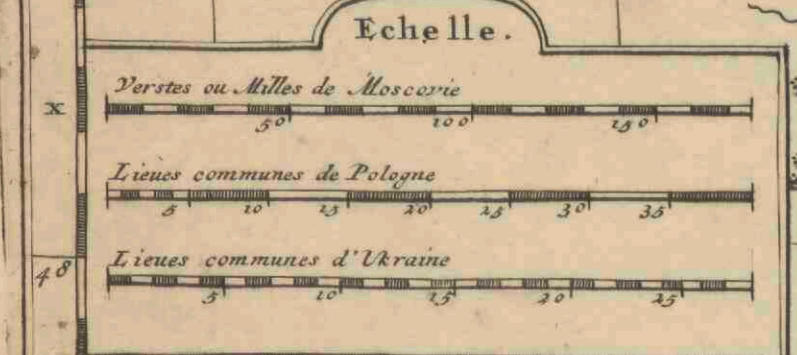 Echelle.
Verstes ou Milles de Moscovie
50 100 150
X
Lieües communes de Pologne
5 10 15 20 25 30 35
Lieues communes d'Ukraine
48
5 10 15 20 25